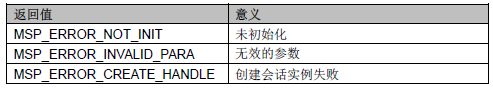 返回值 意义
MSP_ERROR_NOT_INIT 未初始化
MSP_ERROR_INVALID_PARA 无效的参数
MSP_ERROR_CREATE_HANDLE 创建会话实例失败